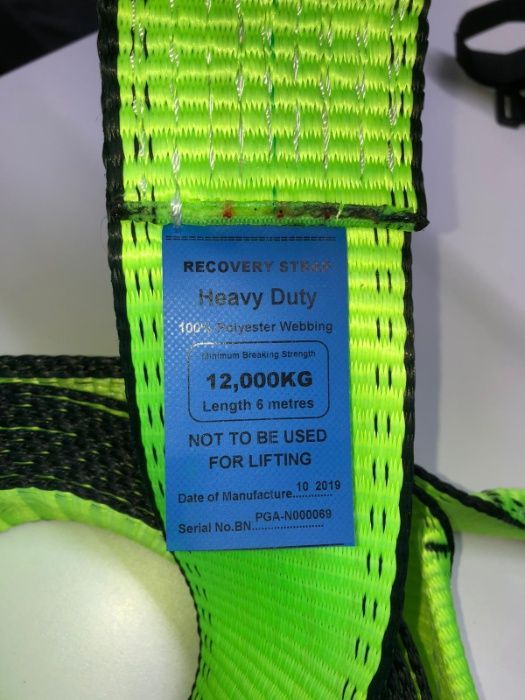 RECOVERY STRAP
Heavy Duty
100% Polyester Webbing
Minimum Breaking Strength
12,000KG
Length 6 metres
NOT TO BE USED
FOR LIFTING
Date of Manufacture....10 2019....
Serial No.BN....PGA-N000069....